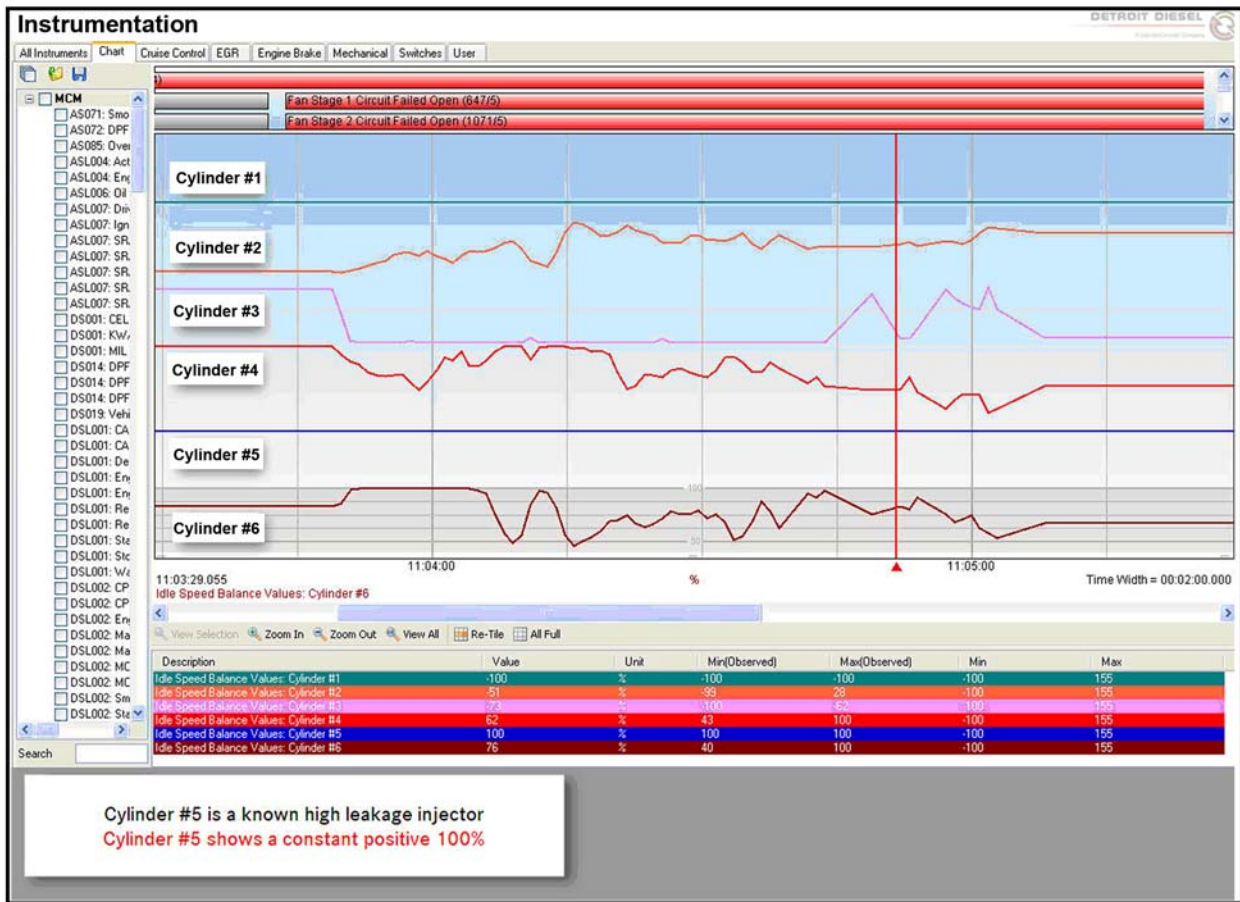 Instrumentation
DETROIT DIESEL
All Instruments Chart Cruise Control EGR Engine Brake Mechanical Switches User
MCM
AS071: Smo
AS072: DPF
AS085: Over
ASL004: Act
ASL004: Eng
ASL006: Oil
ASL007: Driv
ASL007: Ign
ASL007: SR
ASL007: SR
ASL007: SR
ASL007: SR
ASL007: SR
DS001: CEL
DS001: KW
DS001: MIL
DS014: DPF
DS014: DPF
DS014: DPF
DS019: Vehi
DSL001: CA
DSL001: CA
DSL001: De
DSL001: Eng
DSL001: Eng
DSL001: Re
DSL001: Re
DSL001: Sta
DSL001: Sto
DSL001: Wa
DSL002: CP
DSL002: CP
DSL002: Eng
DSL002: Ma
DSL002: Ma
DSL002: MC
DSL002: MC
DSL002: Sm
DSL002: Sta
Search
Fan Stage 1 Circuit Failed Open (647/5)
Fan Stage 2 Circuit Failed Open (1071/5)
Cylinder #1
Cylinder #2
Cylinder #3
Cylinder #4
Cylinder #5
100
Cylinder #6
50
11:04:00 11:05:00
11:03:29.055 % Time Width = 00:02:00.000
Idle Speed Balance Values: Cylinder #6
View Selection Zoom In Zoom Out View All Re-Tile All Full
Description Value Unit Min(Observed) Max(Observed) Min Max
Idle Speed Balance Values: Cylinder #1 -100 % -100 -100 -100 155
Idle Speed Balance Values: Cylinder #2 -51 % -99 28 -100 155
Idle Speed Balance Values: Cylinder #3 -73 % -100 -62 -100 155
Idle Speed Balance Values: Cylinder #4 62 % 43 100 -100 155
Idle Speed Balance Values: Cylinder #5 100 % 100 100 -100 155
Idle Speed Balance Values: Cylinder #6 76 % 40 100 -100 155
Cylinder #5 is a known high leakage injector
Cylinder #5 shows a constant positive 100%